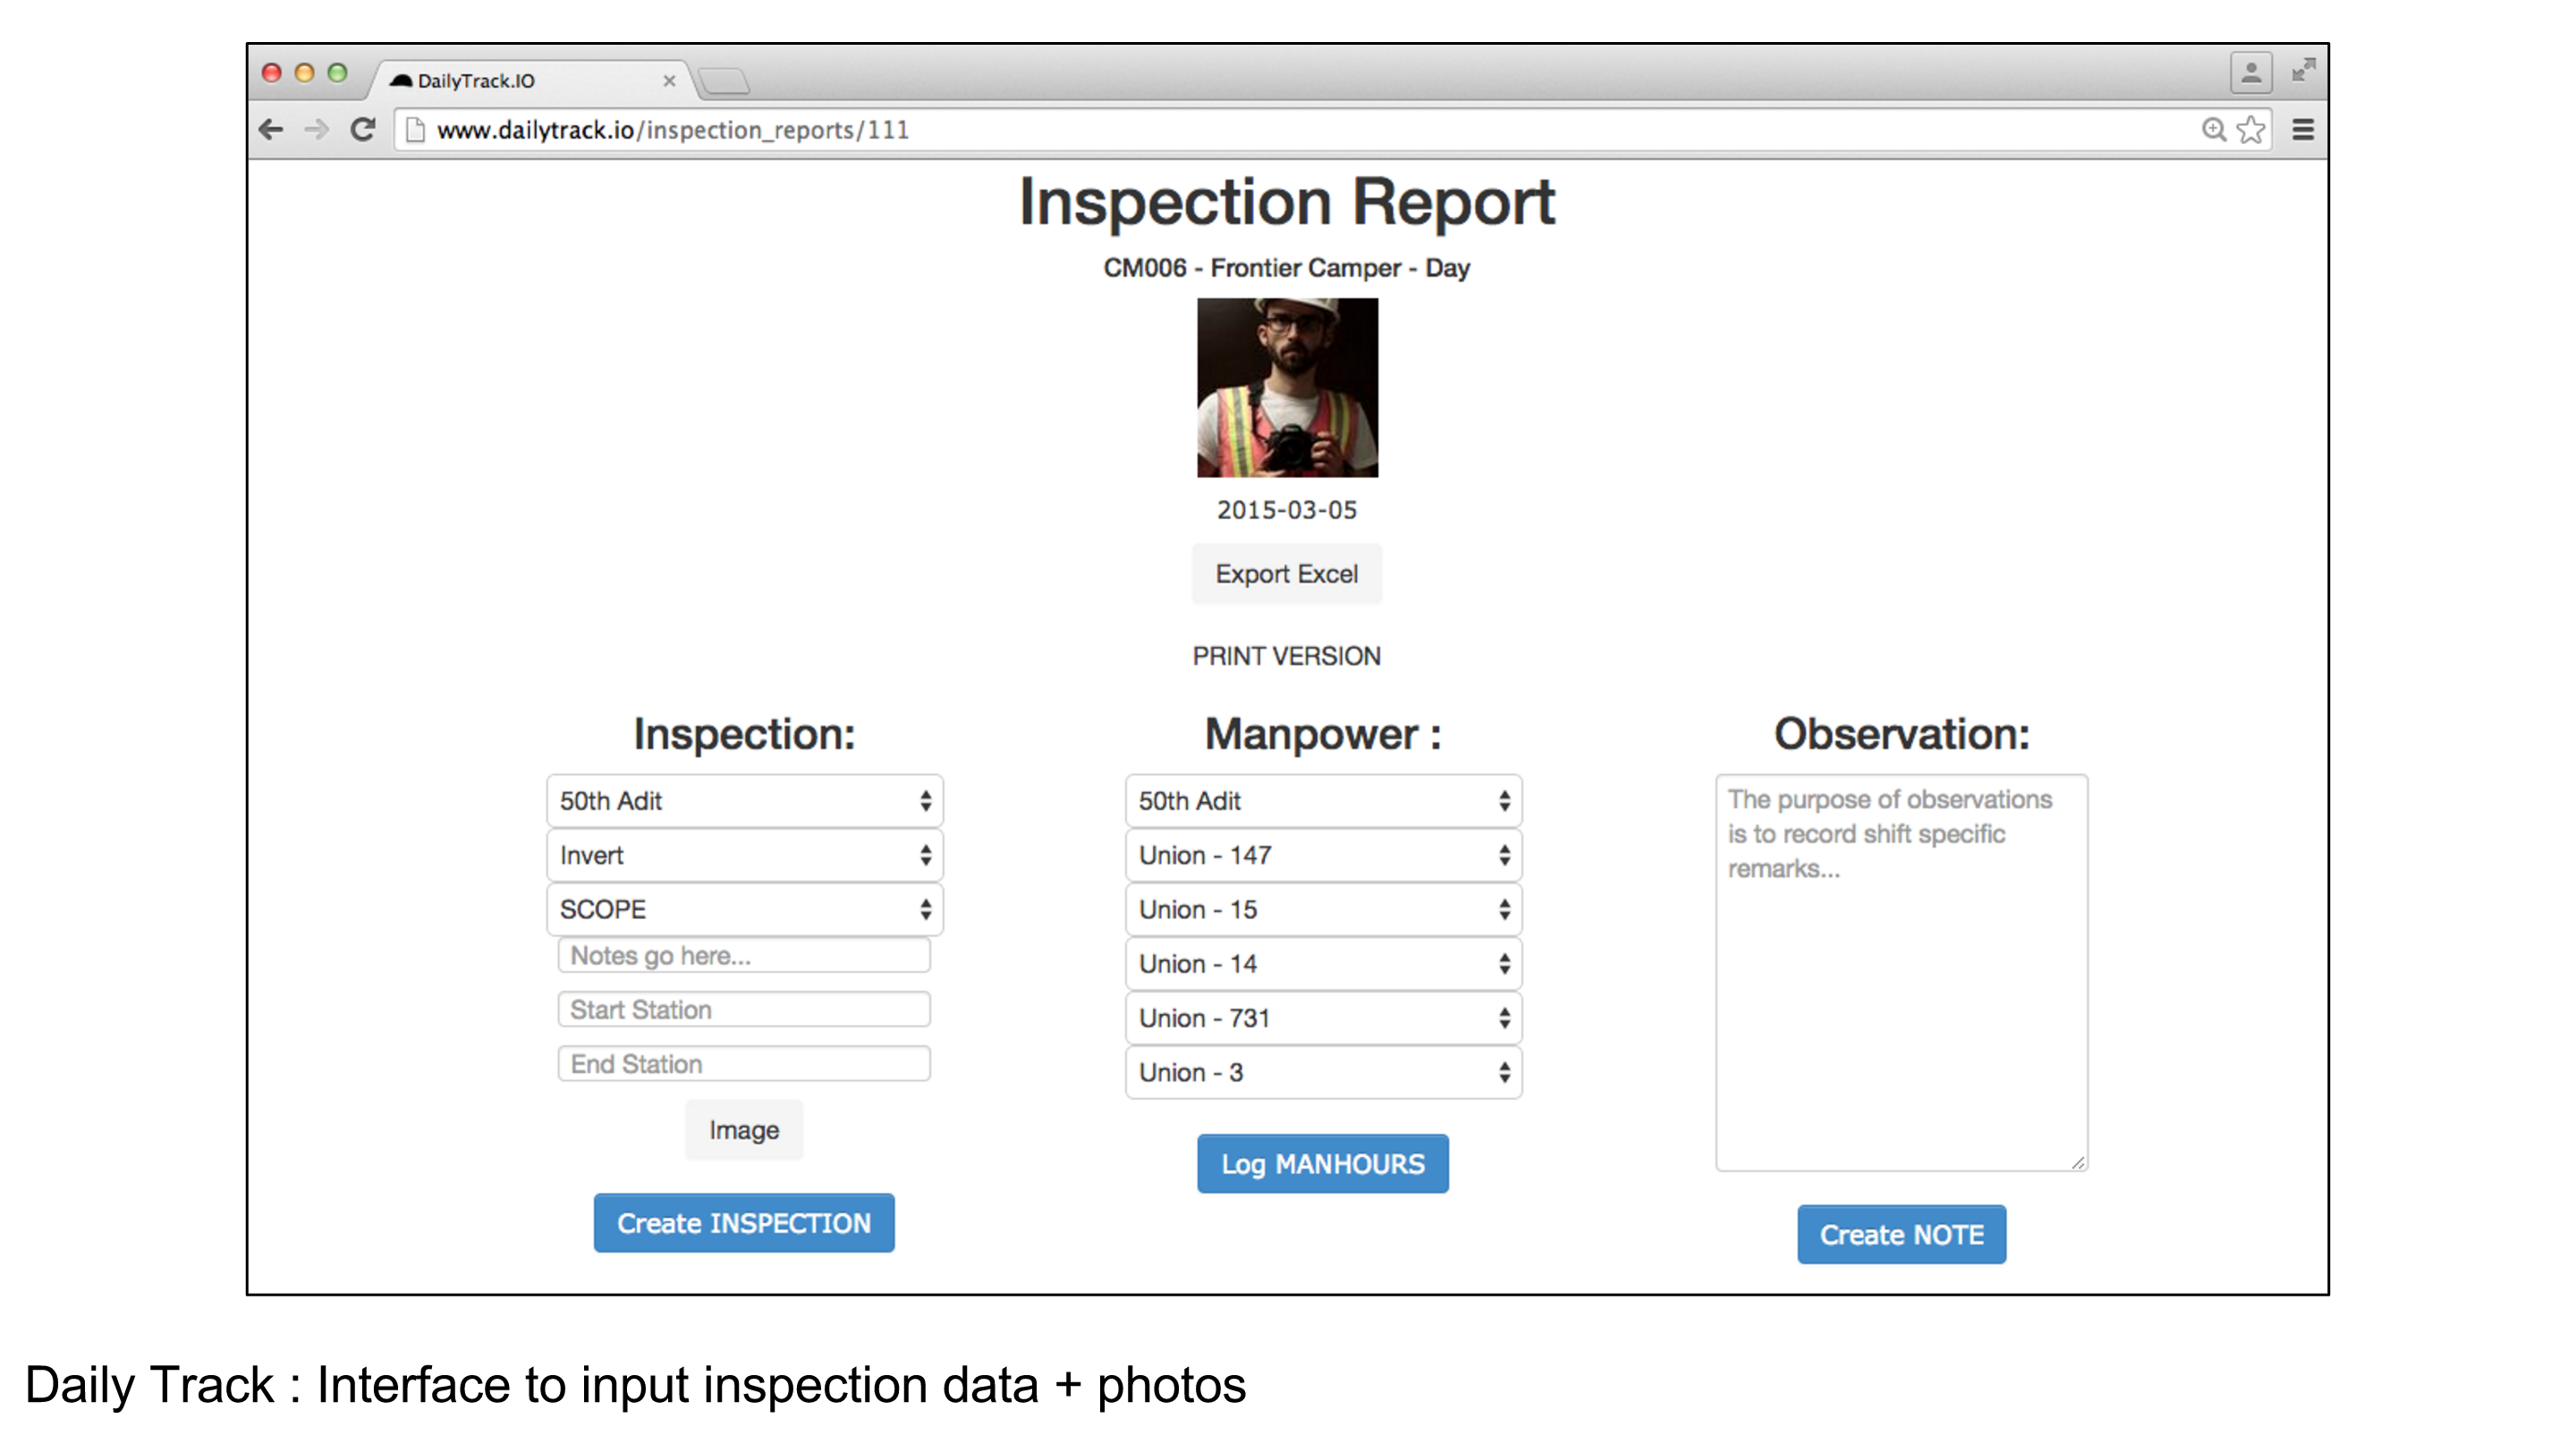 DailyTrack.IO
www.dailytrack.io/inspection_reports/111
Inspection Report
CM006 - Frontier Camper - Day
2015-03-05
Export Excel
PRINT VERSION
Inspection:
50th Adit
Invert
SCOPE
Notes go here...
Start Station
End Station
Image
Create INSPECTION
Manpower :
50th Adit
Union - 147
Union - 15
Union - 14
Union - 731
Union - 3
Log MANHOURS
Observation:
The purpose of observations
is to record shift specific
remarks...
Create NOTE
Daily Track : Interface to input inspection data + photos